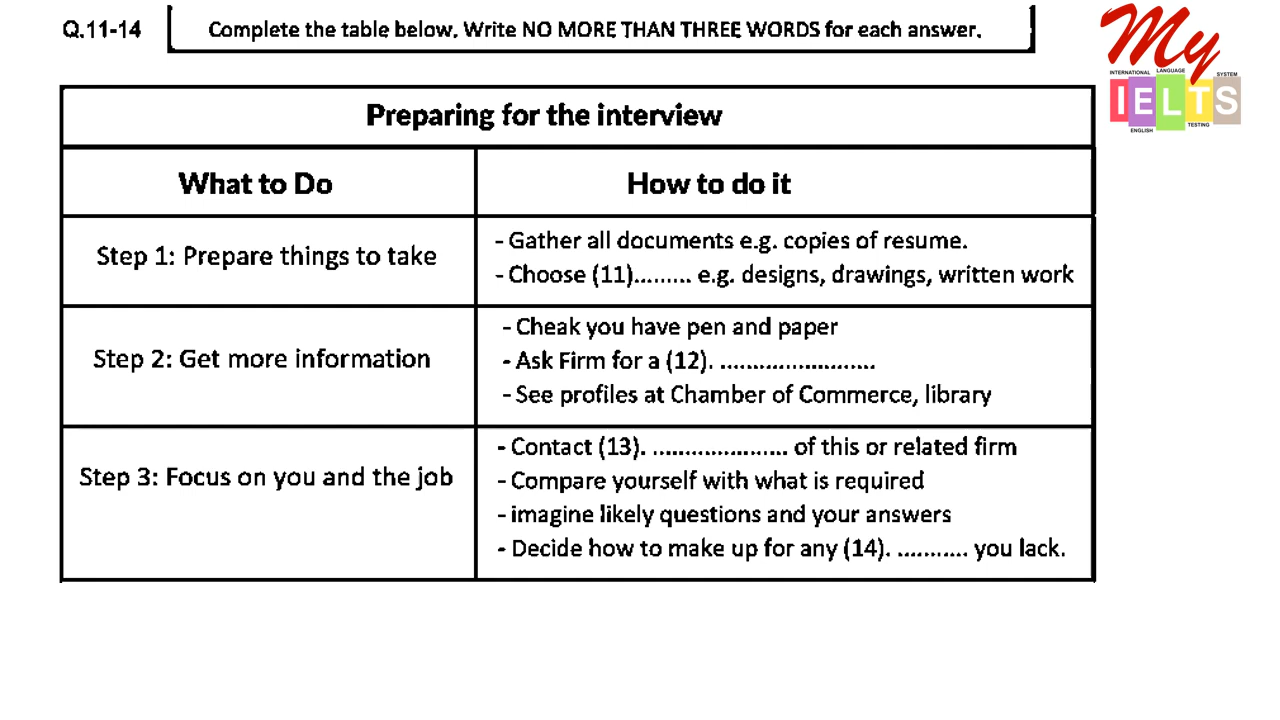 Q.11-14
Complete the table below. Write NO MORE THAN THREE WORDS for each answer.
My
INTERNATIONAL LANGUAGE SYSTEM
IELTS
ENGLISH TESTING
Preparing for the interview
What to Do
How to do it
Step 1: Prepare things to take
- Gather all documents e.g. copies of resume.
- Choose (11)......... e.g. designs, drawings, written work
Step 2: Get more information
- Cheak you have pen and paper
- Ask Firm for a (12). ........................
- See profiles at Chamber of Commerce, library
Step 3: Focus on you and the job
- Contact (13). ..................... of this or related firm
- Compare yourself with what is required
- imagine likely questions and your answers
- Decide how to make up for any (14). ........... you lack.